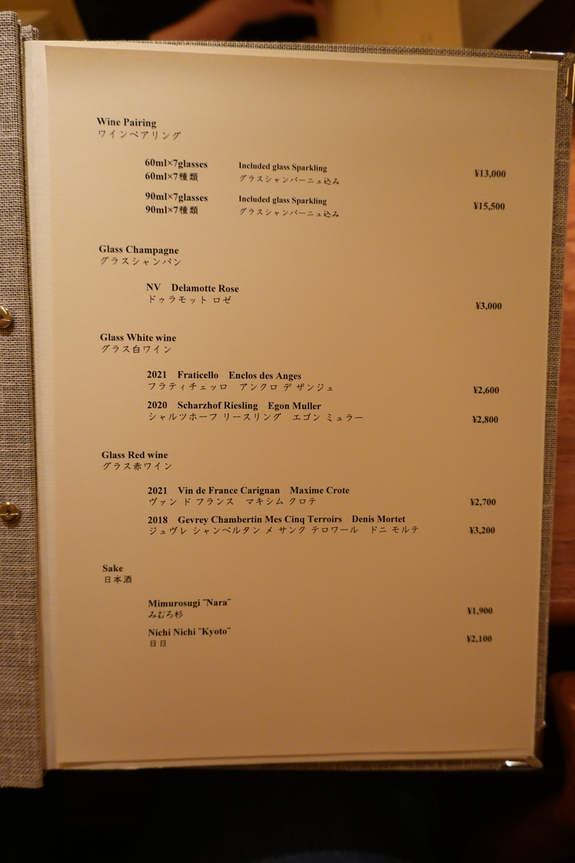 Wine Pairing
ワインペアリング
60ml×7glasses Included glass Sparkling
60ml×7種類 グラスシャンパーニュ込み ¥13,000
90ml×7glasses Included glass Sparkling
90ml×7種類 グラスシャンパーニュ込み ¥15,500
Glass Champagne
グラスシャンパン
NV Delamotte Rose
ドゥラモット ロゼ ¥3,000
Glass White wine
グラス白ワイン
2021 Fraticello Enclos des Anges
フラティチェッロ アンクロ デ ザンジュ ¥2,600
2020 Scharzhof Riesling Egon Muller
シャルツホーフ リースリング エゴン ミュラー ¥2,800
Glass Red wine
グラス赤ワイン
2021 Vin de France Carignan Maxime Crote
ヴァン ド フランス マキシム クロテ ¥2,700
2018 Gevrey Chambertin Mes Cinq Terroirs Denis Mortet
ジュヴレ シャンベルタン メ サンク テロワール ドニ モルテ ¥3,200
Sake
日本酒
Mimurosugi "Nara"
みむろ杉 ¥1,900
Nichi Nichi "Kyoto"
日日 ¥2,100